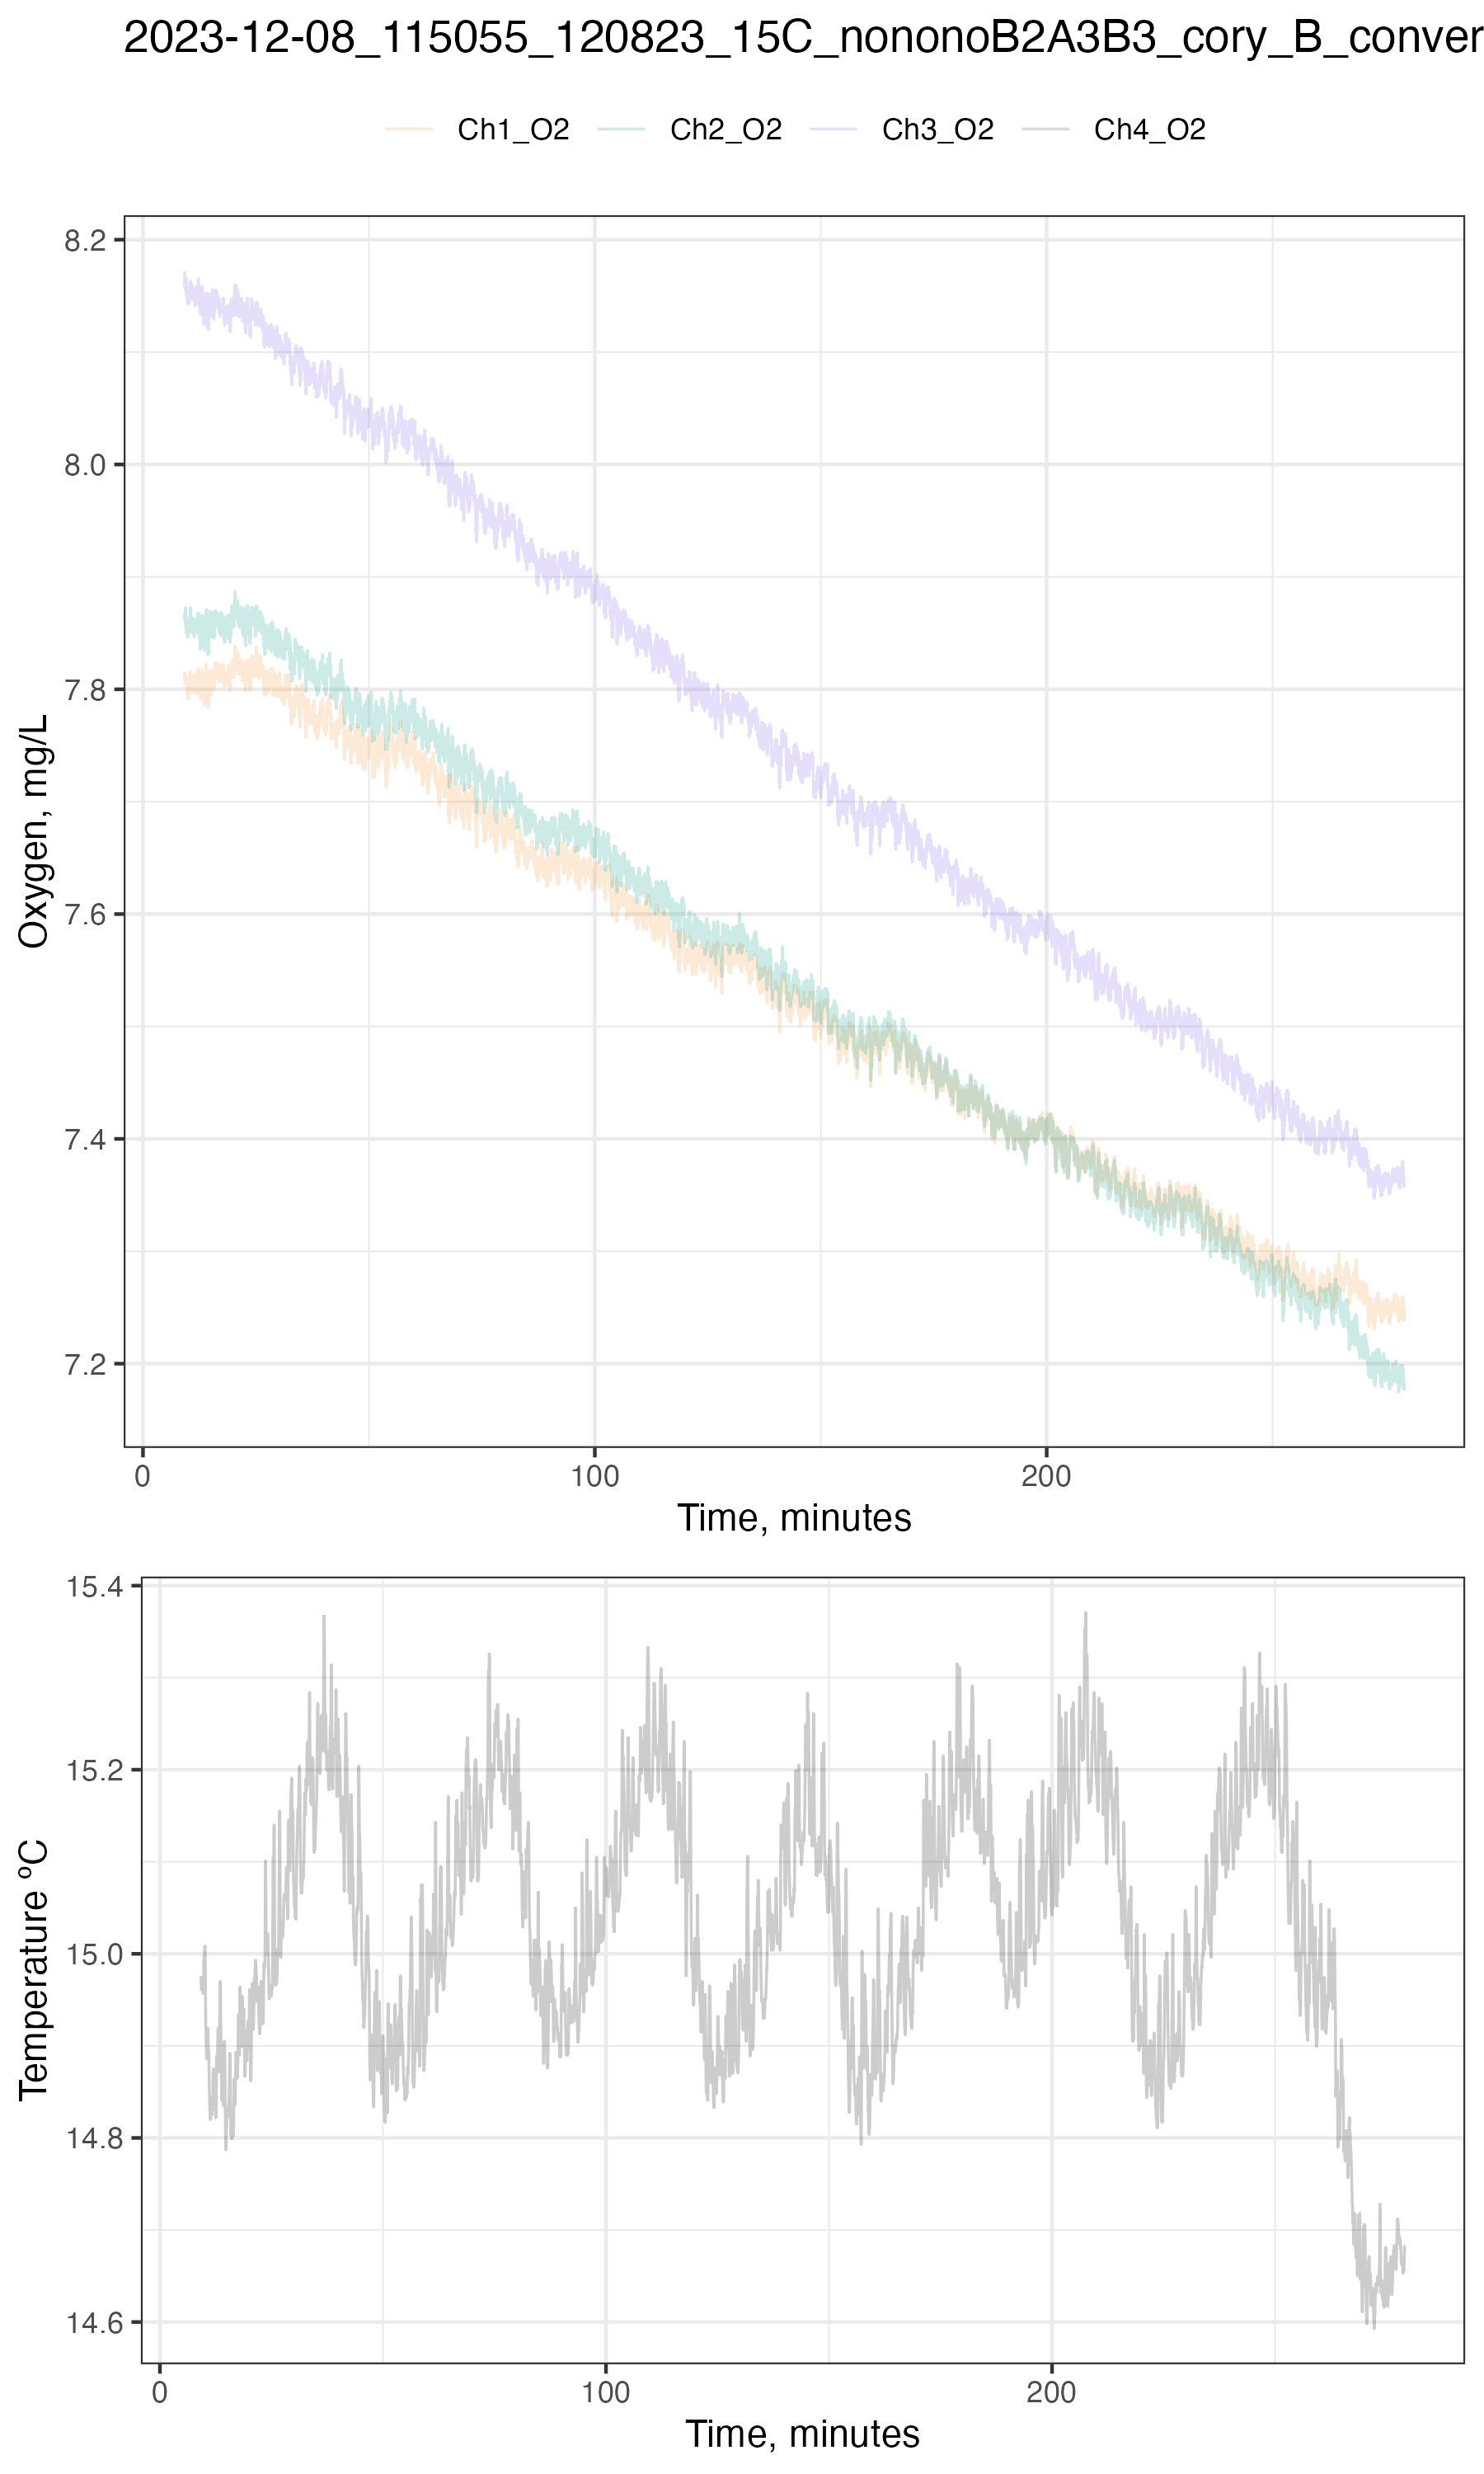 2023-12-08_115055_120823_15C_nononoB2A3B3_cory_B_conver
Ch1_O2 Ch2_O2 Ch3_O2 Ch4_O2
8.2
8.0
7.8
7.6
7.4
7.2
Oxygen, mg/L
0 100 200
Time, minutes
15.4
15.2
15.0
14.8
14.6
Temperature ºC
0 100 200
Time, minutes